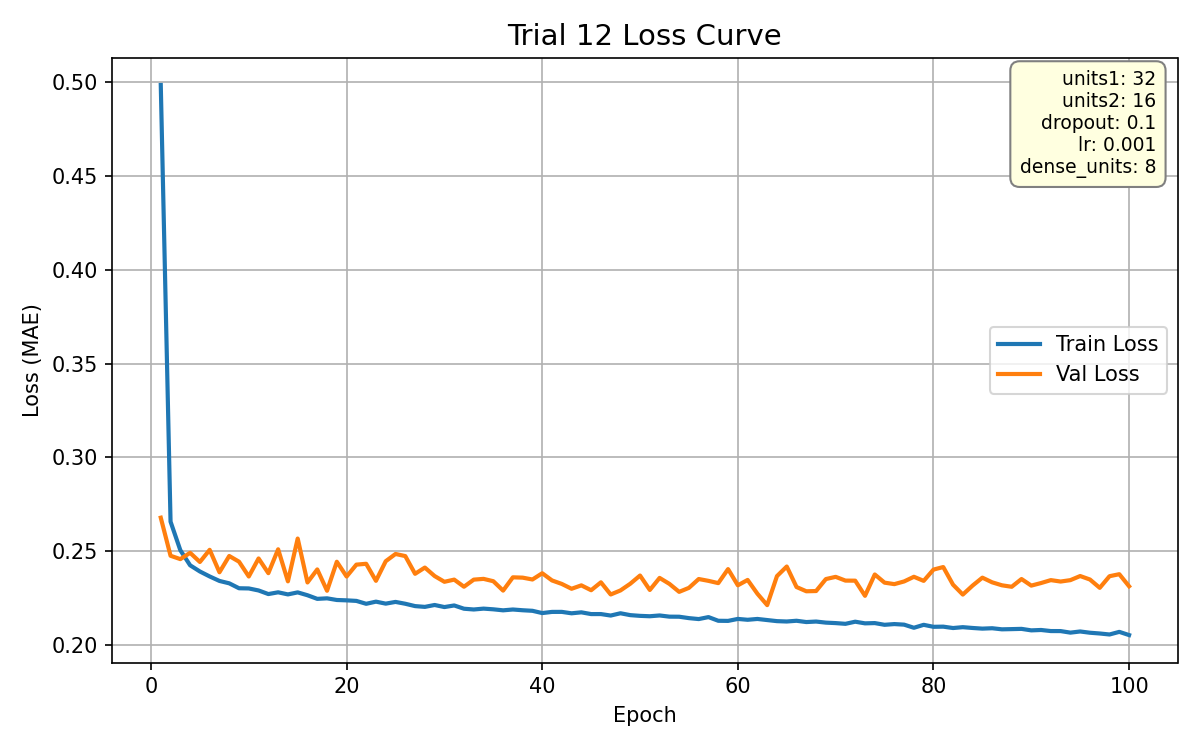 Trial 12 Loss Curve
units1: 32
units2: 16
dropout: 0.1
lr: 0.001
dense_units: 8
Train Loss
Val Loss
Loss (MAE)
0.50
0.45
0.40
0.35
0.30
0.25
0.20
0 20 40 60 80 100
Epoch